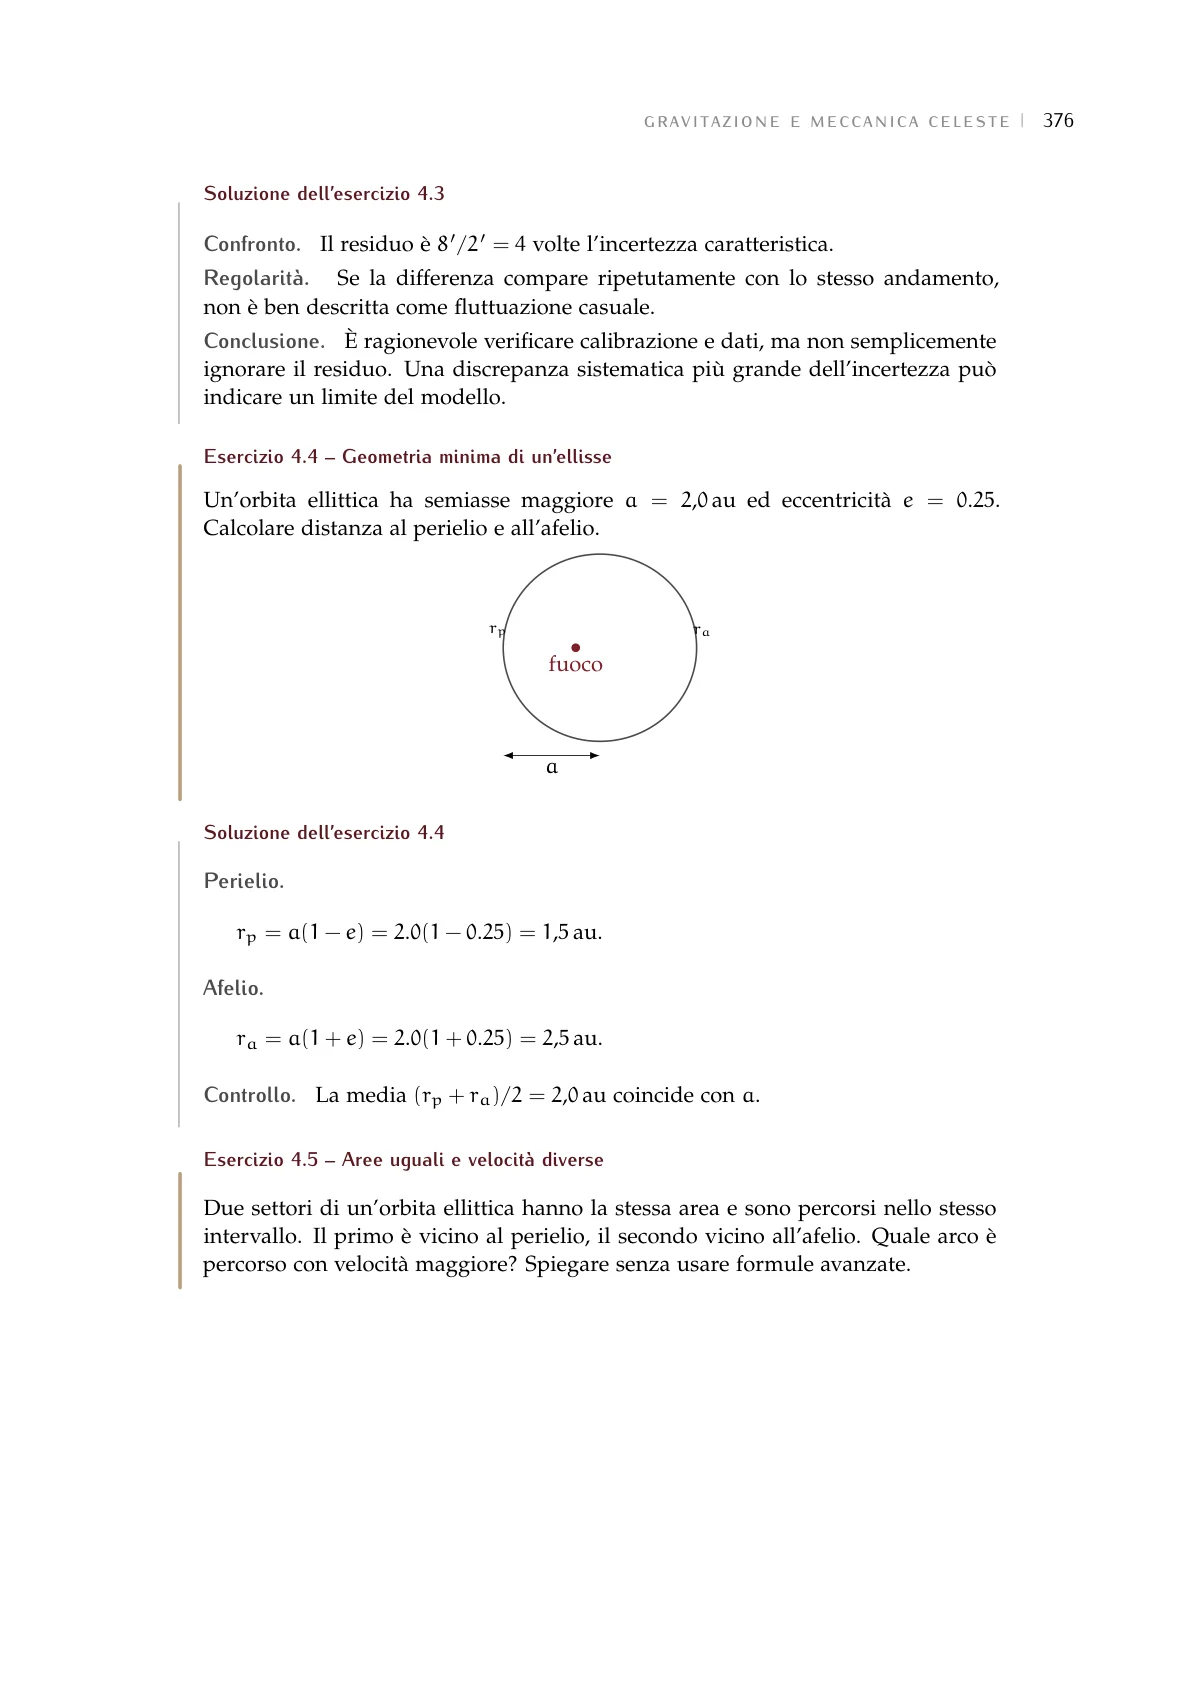 GRAVITAZIONE E MECCANICA CELESTE | 376
Soluzione dell'esercizio 4.3
Confronto. Il residuo è 8′/2′ = 4 volte l'incertezza caratteristica.
Regolarità. Se la differenza compare ripetutamente con lo stesso andamento,
non è ben descritta come fluttuazione casuale.
Conclusione. È ragionevole verificare calibrazione e dati, ma non semplicemente
ignorare il residuo. Una discrepanza sistematica più grande dell'incertezza può
indicare un limite del modello.
Esercizio 4.4 – Geometria minima di un'ellisse
Un'orbita ellittica ha semiasse maggiore a = 2,0 au ed eccentricità e = 0.25.
Calcolare distanza al perielio e all'afelio.
r_p r_a
fuoco
a
Soluzione dell'esercizio 4.4
Perielio.
r_p = a(1 − e) = 2.0(1 − 0.25) = 1,5 au.
Afelio.
r_a = a(1 + e) = 2.0(1 + 0.25) = 2,5 au.
Controllo. La media (r_p + r_a)/2 = 2,0 au coincide con a.
Esercizio 4.5 – Aree uguali e velocità diverse
Due settori di un'orbita ellittica hanno la stessa area e sono percorsi nello stesso
intervallo. Il primo è vicino al perielio, il secondo vicino all'afelio. Quale arco è
percorso con velocità maggiore? Spiegare senza usare formule avanzate.